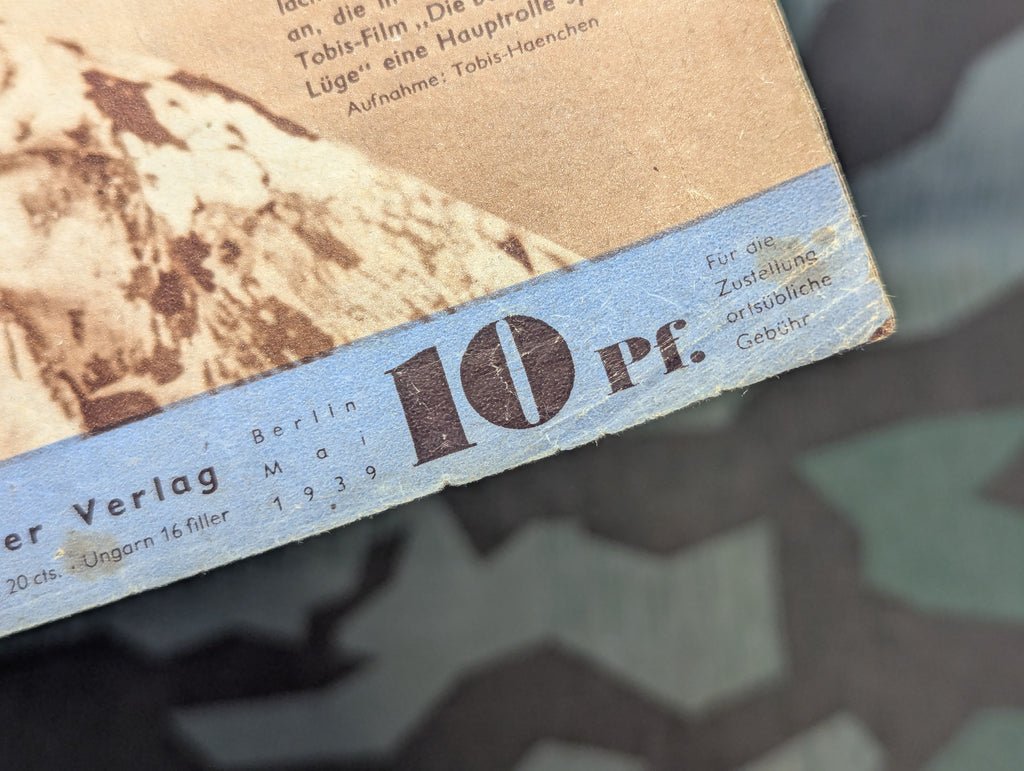 an, die in
Tobis-Film „Die
Lüge“ eine Hauptrolle
Aufnahme: Tobis-Haenchen
Für die
Zustellung
ortsübliche
Gebühr
10 Pf.
Berlin
Mai
1939
er Verlag
20 cts. . Ungarn 16 filler